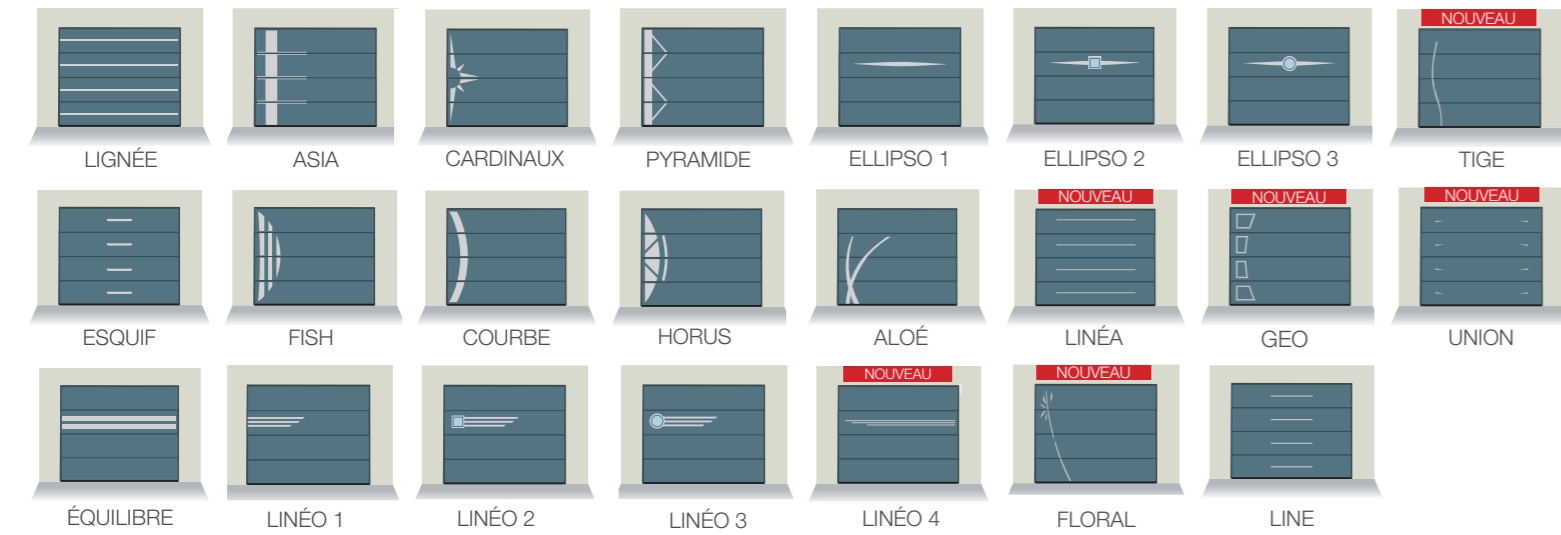 NOUVEAU
LIGNÉE ASIA CARDINAUX PYRAMIDE ELLIPSO 1 ELLIPSO 2 ELLIPSO 3 TIGE
NOUVEAU NOUVEAU NOUVEAU
ESQUIF FISH COURBE HORUS ALOÉ LINÉA GEO UNION
NOUVEAU NOUVEAU
ÉQUILIBRE LINÉO 1 LINÉO 2 LINÉO 3 LINÉO 4 FLORAL LINE